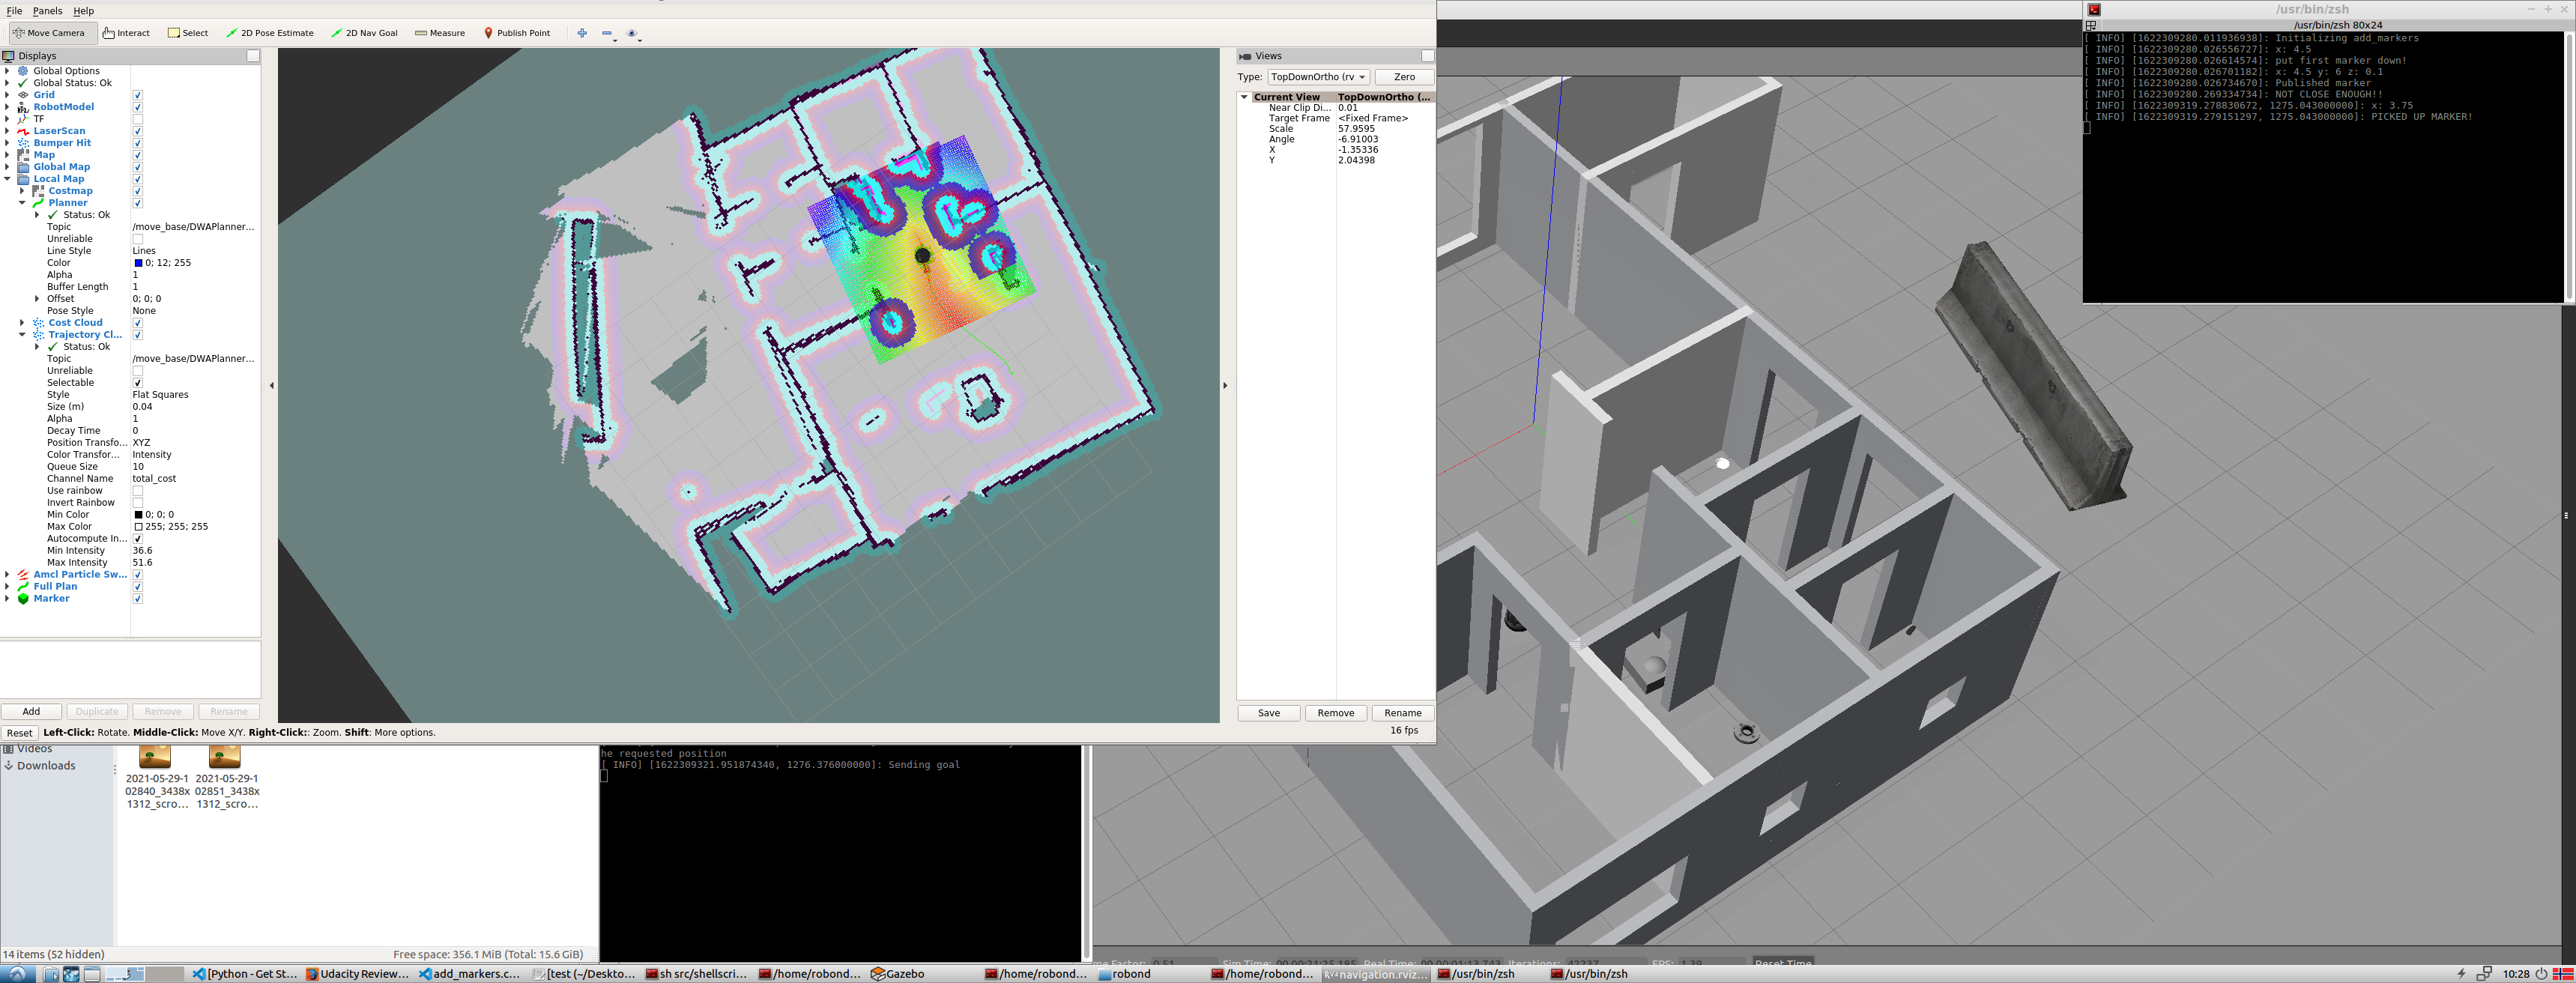 File Panels Help
Move Camera Interact Select 2D Pose Estimate 2D Nav Goal Measure Publish Point
Displays
Global Options
Global Status: Ok
Grid
RobotModel
TF
LaserScan
Bumper Hit
Map
Global Map
Local Map
Costmap
Planner
Status: Ok
Topic /move_base/DWAPlanner...
Unreliable
Line Style Lines
Color 0; 12; 255
Alpha 1
Buffer Length 1
Offset 0; 0; 0
Pose Style None
Cost Cloud
Trajectory Cl...
Status: Ok
Topic /move_base/DWAPlanner...
Unreliable
Selectable
Style Flat Squares
Size (m) 0.04
Alpha 1
Decay Time 0
Position Transfo... XYZ
Color Transfor... Intensity
Queue Size 10
Channel Name total_cost
Use rainbow
Invert Rainbow
Min Color 0; 0; 0
Max Color 255; 255; 255
Autocompute In...
Min Intensity 36.6
Max Intensity 51.6
Amcl Particle Sw...
Full Plan
Marker
Add Duplicate Remove Rename
Reset Left-Click: Rotate. Middle-Click: Move X/Y. Right-Click:: Zoom. Shift: More options.
16 fps
Views
Type: TopDownOrtho (rv Zero
Current View TopDownOrtho (...
Near Clip Di... 0.01
Target Frame <Fixed Frame>
Scale 57.9595
Angle -6.91003
X -1.35336
Y 2.04398
Save Remove Rename
/usr/bin/zsh
/usr/bin/zsh 80x24
[ INFO] [1622309280.011936938]: Initializing add_markers
[ INFO] [1622309280.026556727]: x: 4.5
[ INFO] [1622309280.026614574]: put first marker down!
[ INFO] [1622309280.026701182]: x: 4.5 y: 6 z: 0.1
[ INFO] [1622309280.026734670]: Published marker
[ INFO] [1622309280.269334734]: NOT CLOSE ENOUGH!!
[ INFO] [1622309319.278830672, 1275.043000000]: x: 3.75
[ INFO] [1622309319.279151297, 1275.043000000]: PICKED UP MARKER!
Videos
Downloads
2021-05-29-1
02840_3438x
1312_scro...
2021-05-29-1
02851_3438x
1312_scro...
14 items (52 hidden) Free space: 356.1 MiB (Total: 15.6 GiB)
he requested position
[ INFO] [1622309321.951874340, 1276.376000000]: Sending goal
me Factor: 0.51 Sim Time: 00:00:21:25.185 Real Time: 00:00:01:13.743 Iterations: 42237 FPS: 1.39 Reset Time
[Python - Get St... Udacity Review... add_markers.c... [test (~/Deskto... sh src/shellscri... /home/robond... Gazebo /home/robond... robond /home/robond... navigation.rviz... /usr/bin/zsh /usr/bin/zsh 10:28